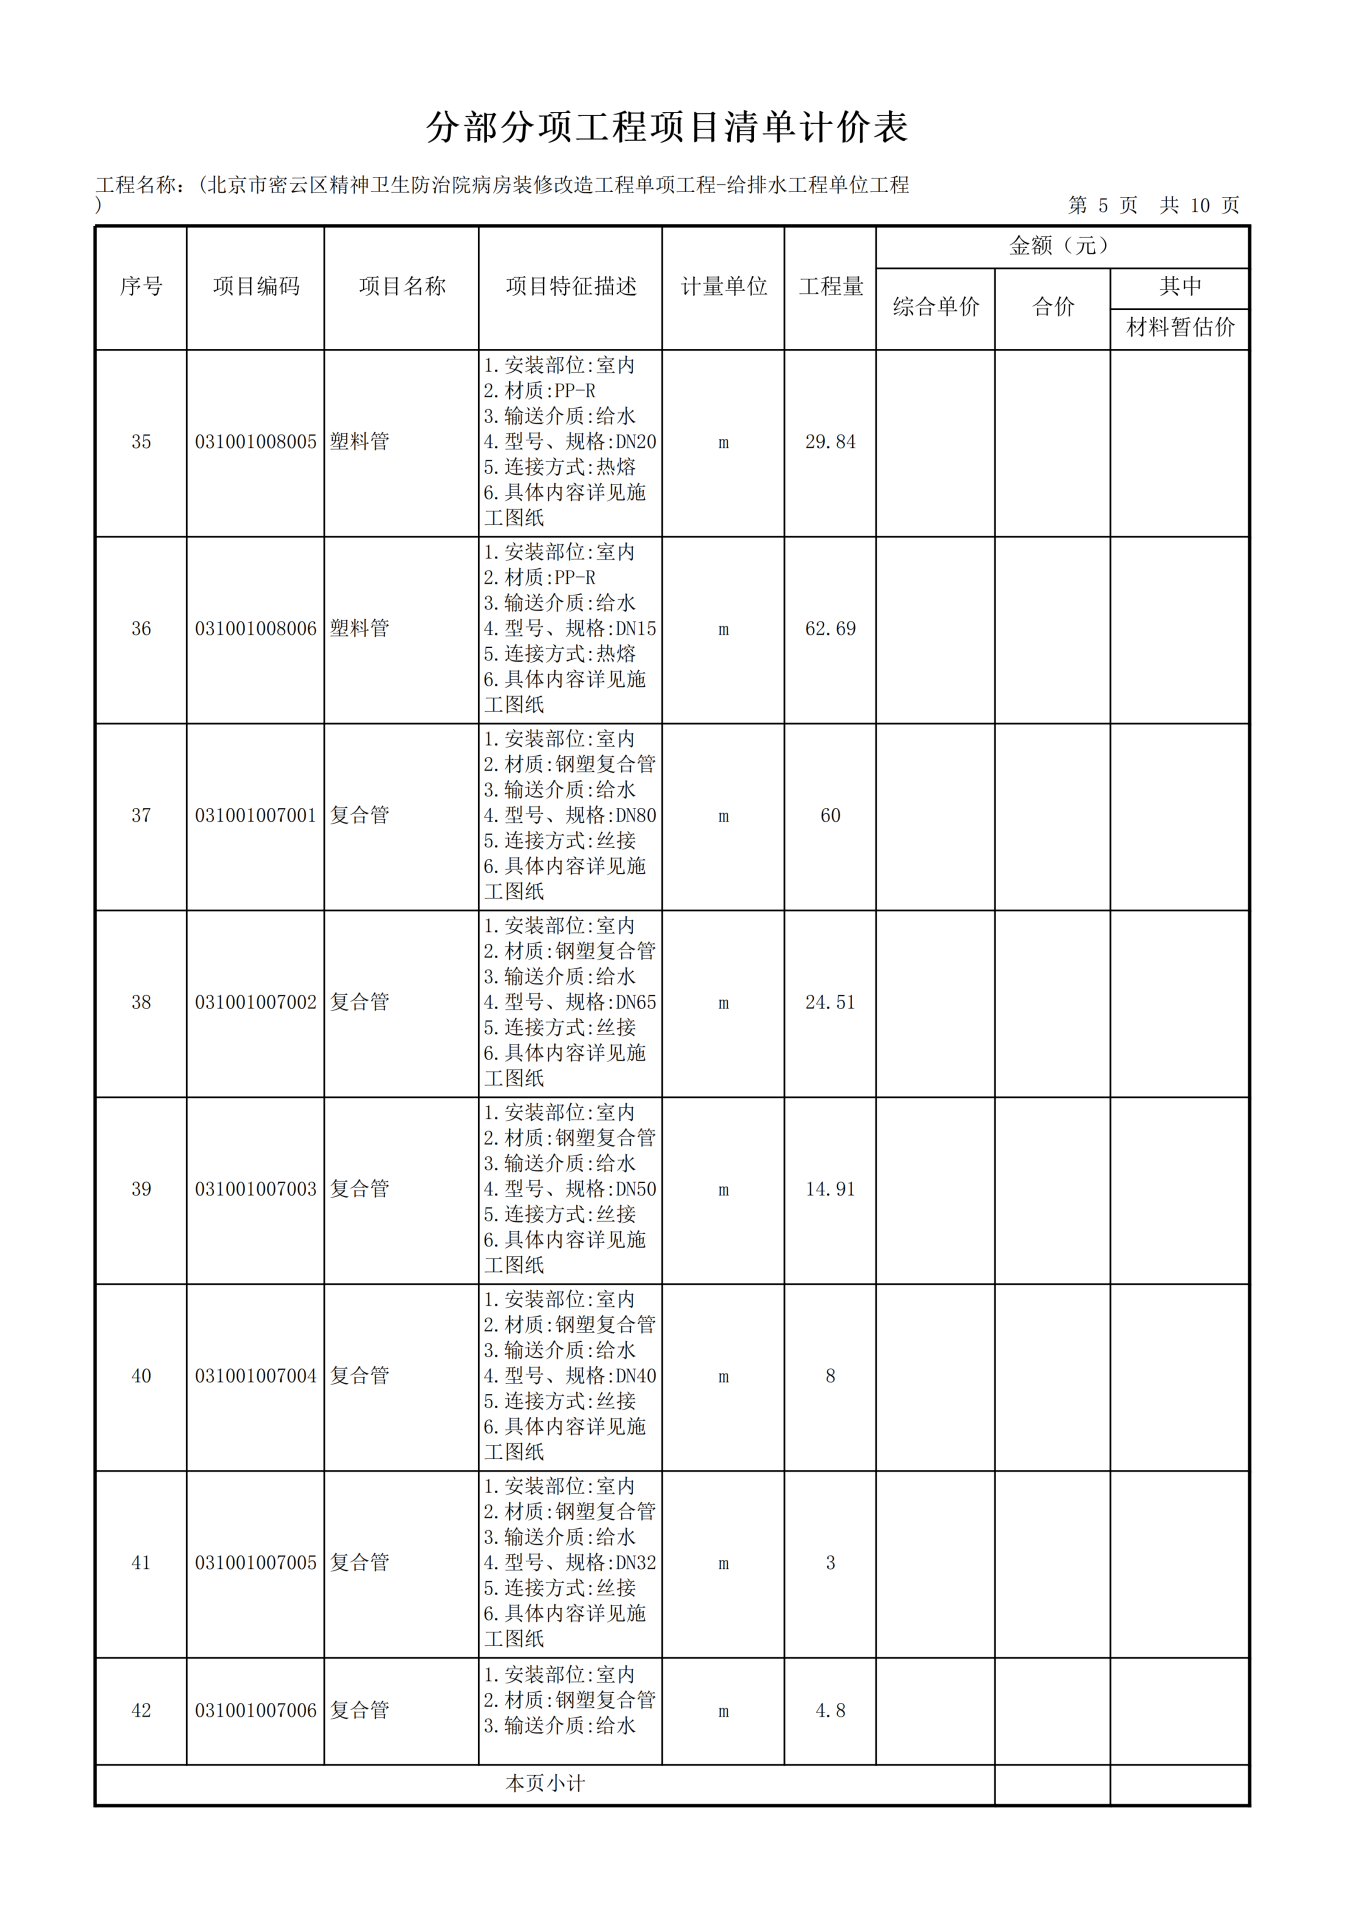 分部分项工程项目清单计价表
工程名称：(北京市密云区精神卫生防治院病房装修改造工程单项工程-给排水工程单位工程
)
第 5 页 共 10 页
序号 项目编码 项目名称 项目特征描述 计量单位 工程量 金额（元）
综合单价 合价 其中
材料暂估价
1.安装部位:室内
2.材质:PP-R
3.输送介质:给水
35 031001008005 塑料管 4.型号、规格:DN20 m 29.84
5.连接方式:热熔
6.具体内容详见施
工图纸
1.安装部位:室内
2.材质:PP-R
3.输送介质:给水
36 031001008006 塑料管 4.型号、规格:DN15 m 62.69
5.连接方式:热熔
6.具体内容详见施
工图纸
1.安装部位:室内
2.材质:钢塑复合管
3.输送介质:给水
37 031001007001 复合管 4.型号、规格:DN80 m 60
5.连接方式:丝接
6.具体内容详见施
工图纸
1.安装部位:室内
2.材质:钢塑复合管
3.输送介质:给水
38 031001007002 复合管 4.型号、规格:DN65 m 24.51
5.连接方式:丝接
6.具体内容详见施
工图纸
1.安装部位:室内
2.材质:钢塑复合管
3.输送介质:给水
39 031001007003 复合管 4.型号、规格:DN50 m 14.91
5.连接方式:丝接
6.具体内容详见施
工图纸
1.安装部位:室内
2.材质:钢塑复合管
3.输送介质:给水
40 031001007004 复合管 4.型号、规格:DN40 m 8
5.连接方式:丝接
6.具体内容详见施
工图纸
1.安装部位:室内
2.材质:钢塑复合管
3.输送介质:给水
41 031001007005 复合管 4.型号、规格:DN32 m 3
5.连接方式:丝接
6.具体内容详见施
工图纸
1.安装部位:室内
42 031001007006 复合管 2.材质:钢塑复合管 m 4.8
3.输送介质:给水
本页小计